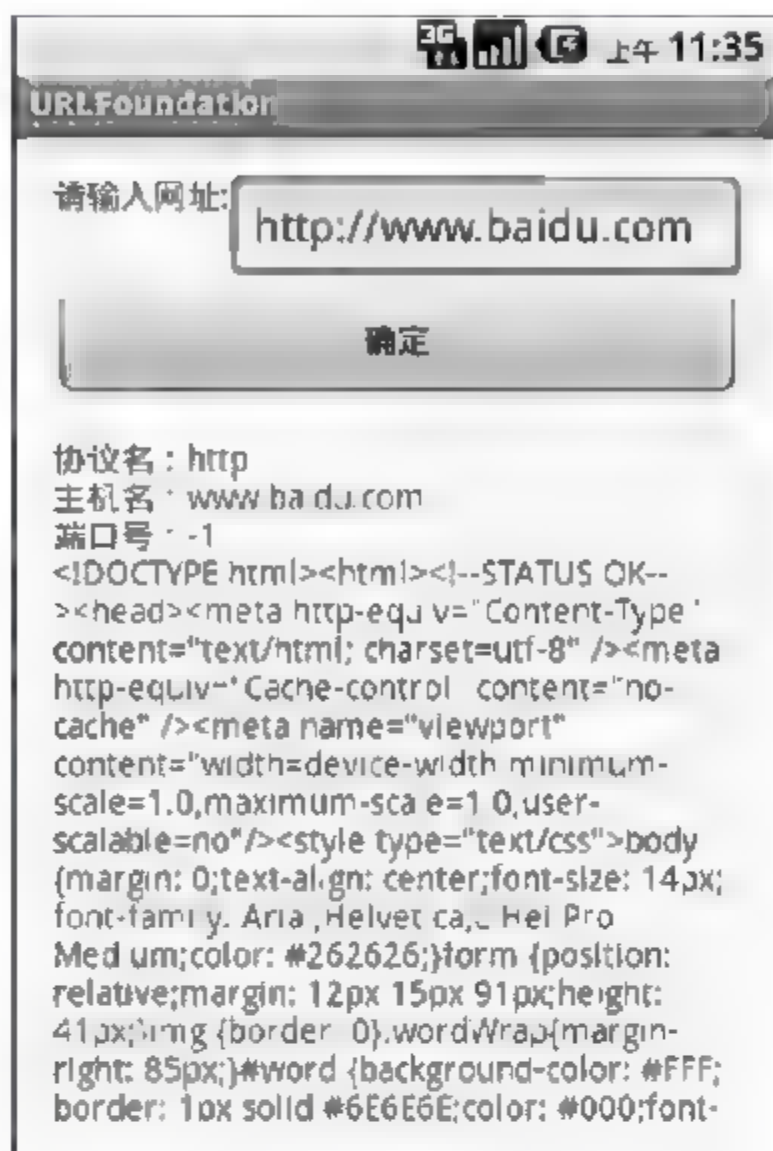 3G 上午 11:35
URLFoundation
请输入网址:
http://www.baidu.com
确定
协议名 : http
主机名 : www.baidu.com
端口号 : -1
<!DOCTYPE html><html><!--STATUS OK--
><head><meta http-equiv="Content-Type"
content="text/html; charset=utf-8" /><meta
http-equiv="Cache-control" content="no-
cache" /><meta name="viewport"
content="width=device-width minimum-
scale=1.0,maximum-scale=1.0,user-
scalable=no"/><style type="text/css">body
{margin: 0;text-align: center;font-size: 14px;
font-family: Arial,Helvetica, Hei Pro
Medium;color: #262626;}form {position:
relative;margin: 12px 15px 91px;height:
41px;}img {border: 0}.wordWrap{margin-
right: 85px;}#word {background-color: #FFF;
border: 1px solid #6E6E6E;color: #000;font-